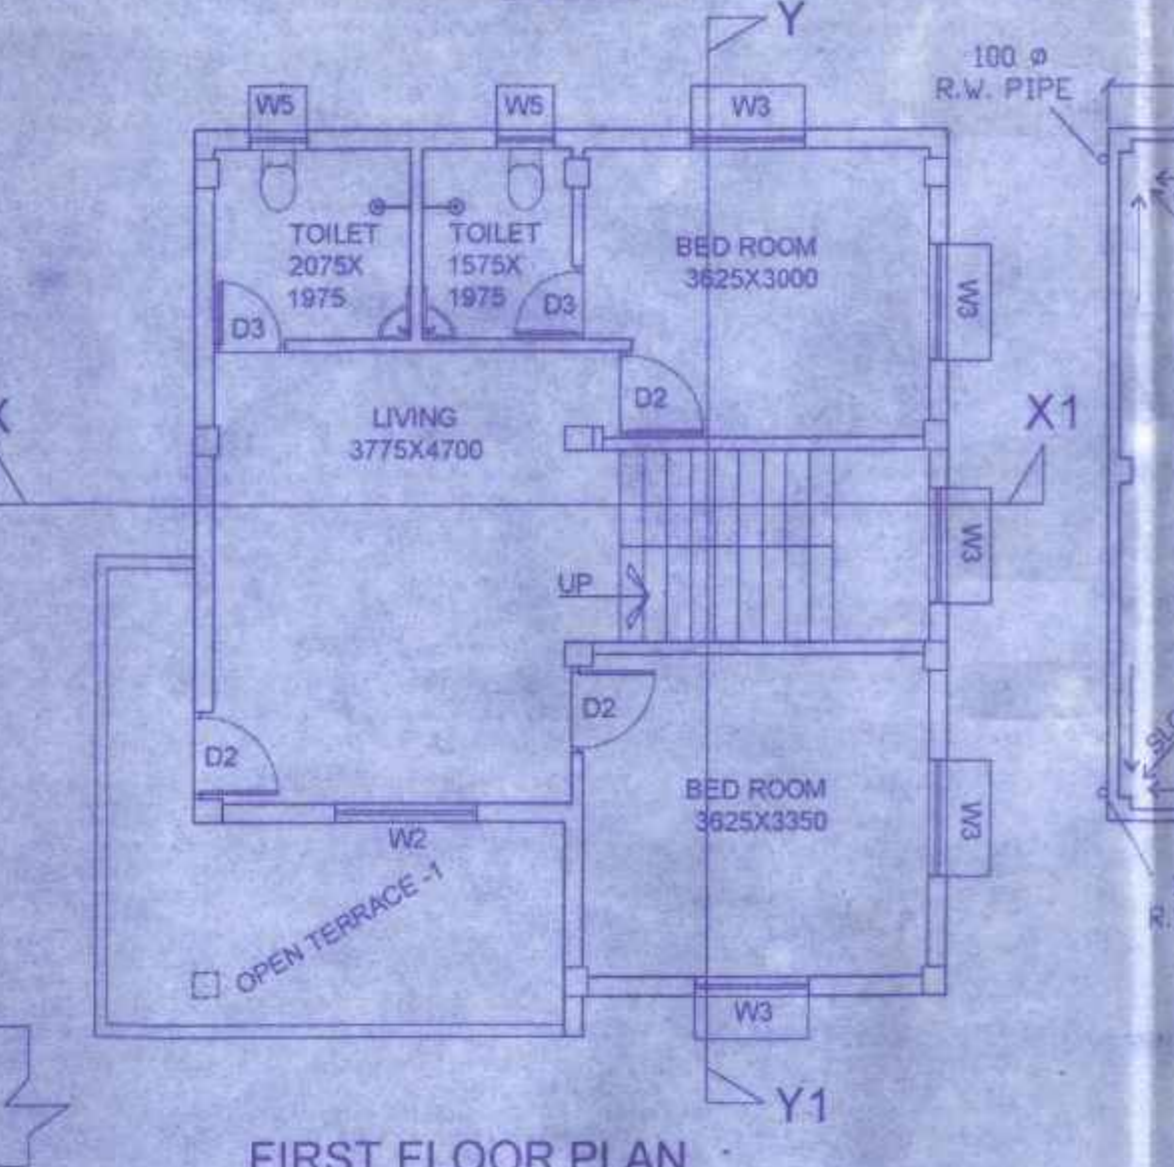 Y
100 ø
R.W. PIPE
W5
W5
W3
TOILET
2075X
1975
TOILET
1575X
1975
BED ROOM
3625X3000
W3
D3
D3
D2
LIVING
3775X4700
X
X1
W3
UP
D2
D2
BED ROOM
3625X3350
W3
W2
OPEN TERRACE -1
W3
Y1
FIRST FLOOR PLAN